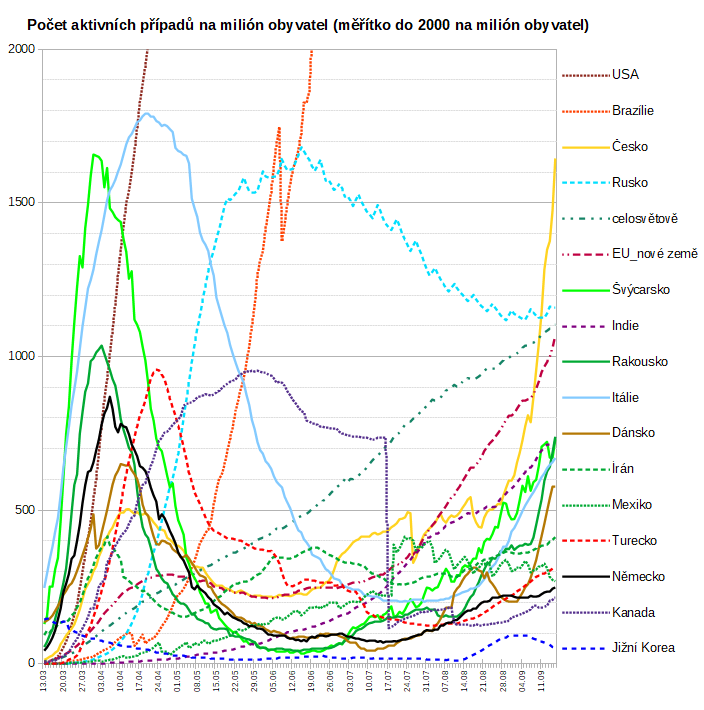 Počet aktivních případů na milión obyvatel (měřítko do 2000 na milión obyvatel)
2000
1500
1000
500
0
USA
Brazílie
Česko
Rusko
celosvětově
EU_nové země
Švýcarsko
Indie
Rakousko
Itálie
Dánsko
Írán
Mexiko
Turecko
Německo
Kanada
Jižní Korea
13.03
20.03
27.03
03.04
10.04
17.04
24.04
01.05
08.05
15.05
22.05
29.05
05.06
12.06
19.06
26.06
03.07
10.07
17.07
24.07
31.07
07.08
14.08
21.08
28.08
04.09
11.09